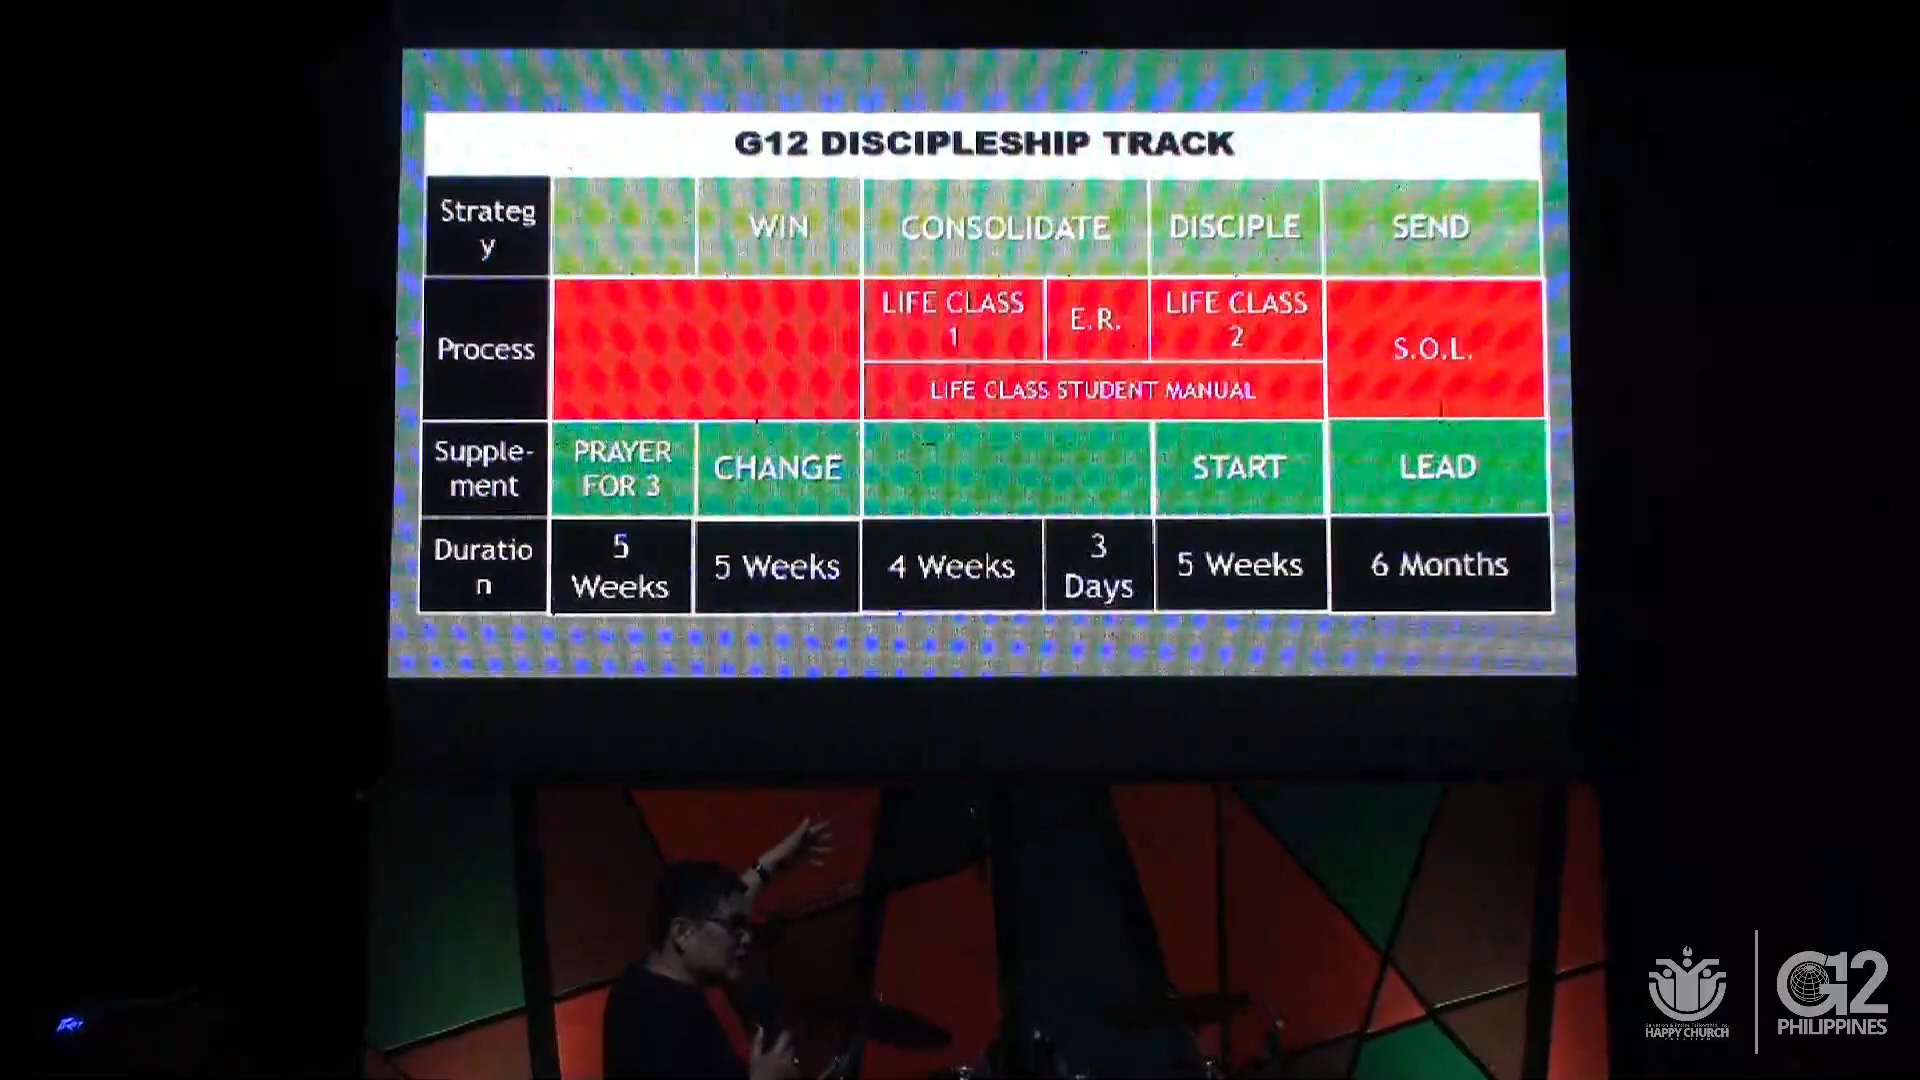 G12 DISCIPLESHIP TRACK
Strateg
y
WIN
CONSOLIDATE
DISCIPLE
SEND
Process
LIFE CLASS
1
E.R.
LIFE CLASS
2
S.O.L.
LIFE CLASS STUDENT MANUAL
Supple-
ment
PRAYER
FOR 3
CHANGE
START
LEAD
Duratio
n
5
Weeks
5 Weeks
4 Weeks
3
Days
5 Weeks
6 Months
HAPPY CHURCH
G12
PHILIPPINES